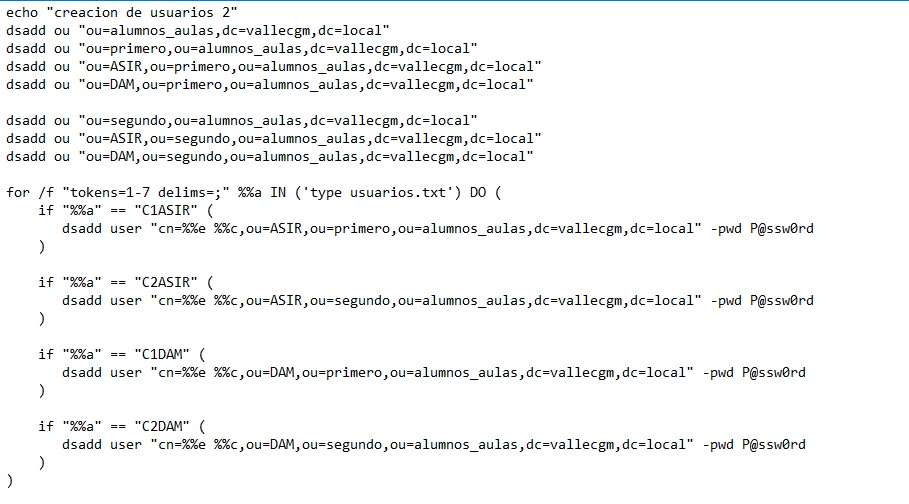 echo "creacion de usuarios 2"
dsadd ou "ou=alumnos_aulas,dc=vallecgm,dc=local"
dsadd ou "ou=primero,ou=alumnos_aulas,dc=vallecgm,dc=local"
dsadd ou "ou=ASIR,ou=primero,ou=alumnos_aulas,dc=vallecgm,dc=local"
dsadd ou "ou=DAM,ou=primero,ou=alumnos_aulas,dc=vallecgm,dc=local"

dsadd ou "ou=segundo,ou=alumnos_aulas,dc=vallecgm,dc=local"
dsadd ou "ou=ASIR,ou=segundo,ou=alumnos_aulas,dc=vallecgm,dc=local"
dsadd ou "ou=DAM,ou=segundo,ou=alumnos_aulas,dc=vallecgm,dc=local"

for /f "tokens=1-7 delims=;" %%a IN ('type usuarios.txt') DO (
    if "%%a" == "C1ASIR" (
       dsadd user "cn=%%e %%c,ou=ASIR,ou=primero,ou=alumnos_aulas,dc=vallecgm,dc=local" -pwd P@ssw0rd
    )

    if "%%a" == "C2ASIR" (
       dsadd user "cn=%%e %%c,ou=ASIR,ou=segundo,ou=alumnos_aulas,dc=vallecgm,dc=local" -pwd P@ssw0rd
    )

    if "%%a" == "C1DAM" (
       dsadd user "cn=%%e %%c,ou=DAM,ou=primero,ou=alumnos_aulas,dc=vallecgm,dc=local" -pwd P@ssw0rd
    )

    if "%%a" == "C2DAM" (
       dsadd user "cn=%%e %%c,ou=DAM,ou=segundo,ou=alumnos_aulas,dc=vallecgm,dc=local" -pwd P@ssw0rd
    )
)